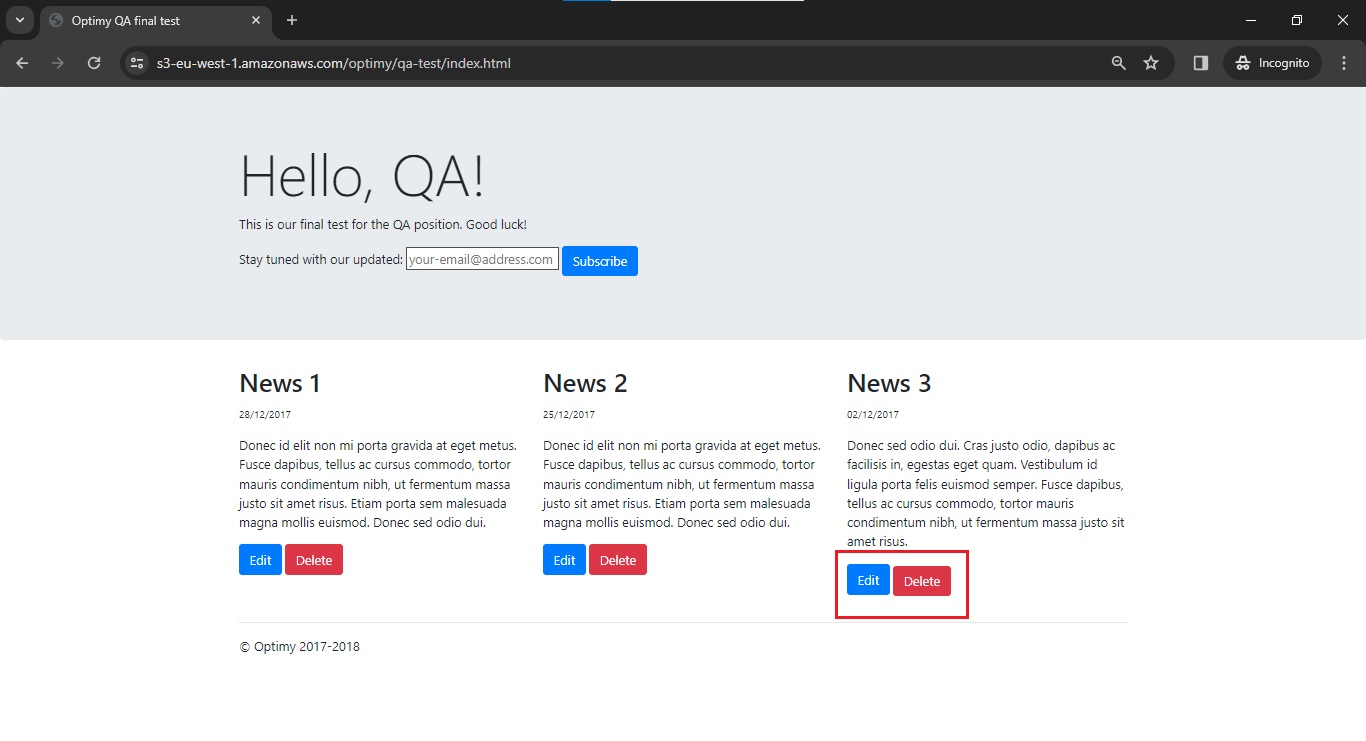 Optimy QA final test
s3-eu-west-1.amazonaws.com/optimy/qa-test/index.html
Incognito
Hello, QA!
This is our final test for the QA position. Good luck!
Stay tuned with our updated: your-email@address.com Subscribe
News 1
28/12/2017
Donec id elit non mi porta gravida at eget metus.
Fusce dapibus, tellus ac cursus commodo, tortor
mauris condimentum nibh, ut fermentum massa
justo sit amet risus. Etiam porta sem malesuada
magna mollis euismod. Donec sed odio dui.
Edit Delete
News 2
25/12/2017
Donec id elit non mi porta gravida at eget metus.
Fusce dapibus, tellus ac cursus commodo, tortor
mauris condimentum nibh, ut fermentum massa
justo sit amet risus. Etiam porta sem malesuada
magna mollis euismod. Donec sed odio dui.
Edit Delete
News 3
02/12/2017
Donec sed odio dui. Cras justo odio, dapibus ac
facilisis in, egestas eget quam. Vestibulum id
ligula porta felis euismod semper. Fusce dapibus,
tellus ac cursus commodo, tortor mauris
condimentum nibh, ut fermentum massa justo sit
amet risus.
Edit Delete
© Optimy 2017-2018